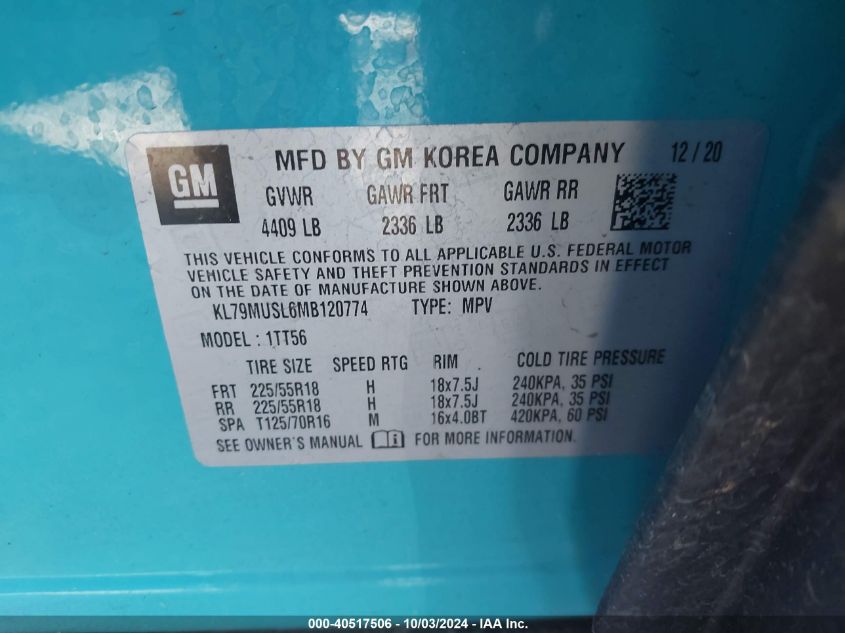 GM MFD BY GM KOREA COMPANY 12 / 20
GVWR GAWR FRT GAWR RR
4409 LB 2336 LB 2336 LB
THIS VEHICLE CONFORMS TO ALL APPLICABLE U.S. FEDERAL MOTOR
VEHICLE SAFETY AND THEFT PREVENTION STANDARDS IN EFFECT
ON THE DATE OF MANUFACTURE SHOWN ABOVE.
KL79MUSL6MB120774 TYPE: MPV
MODEL : 1TT56
TIRE SIZE SPEED RTG RIM COLD TIRE PRESSURE
FRT 225/55R18 H 18x7.5J 240KPA, 35 PSI
RR 225/55R18 H 18x7.5J 240KPA, 35 PSI
SPA T125/70R16 M 16x4.0BT 420KPA, 60 PSI
SEE OWNER'S MANUAL FOR MORE INFORMATION.
000-40517506 - 10/03/2024 - IAA Inc.